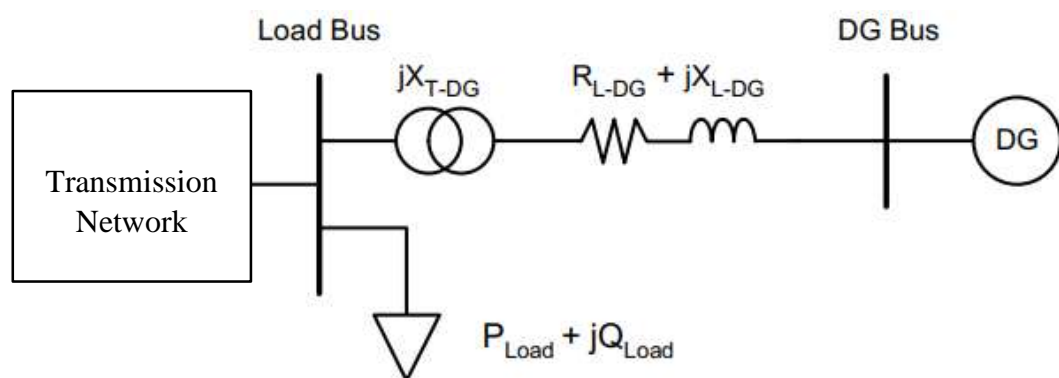 Load Bus
DG Bus
jX_T-DG
R_L-DG + jX_L-DG
DG
Transmission
Network
P_Load + jQ_Load